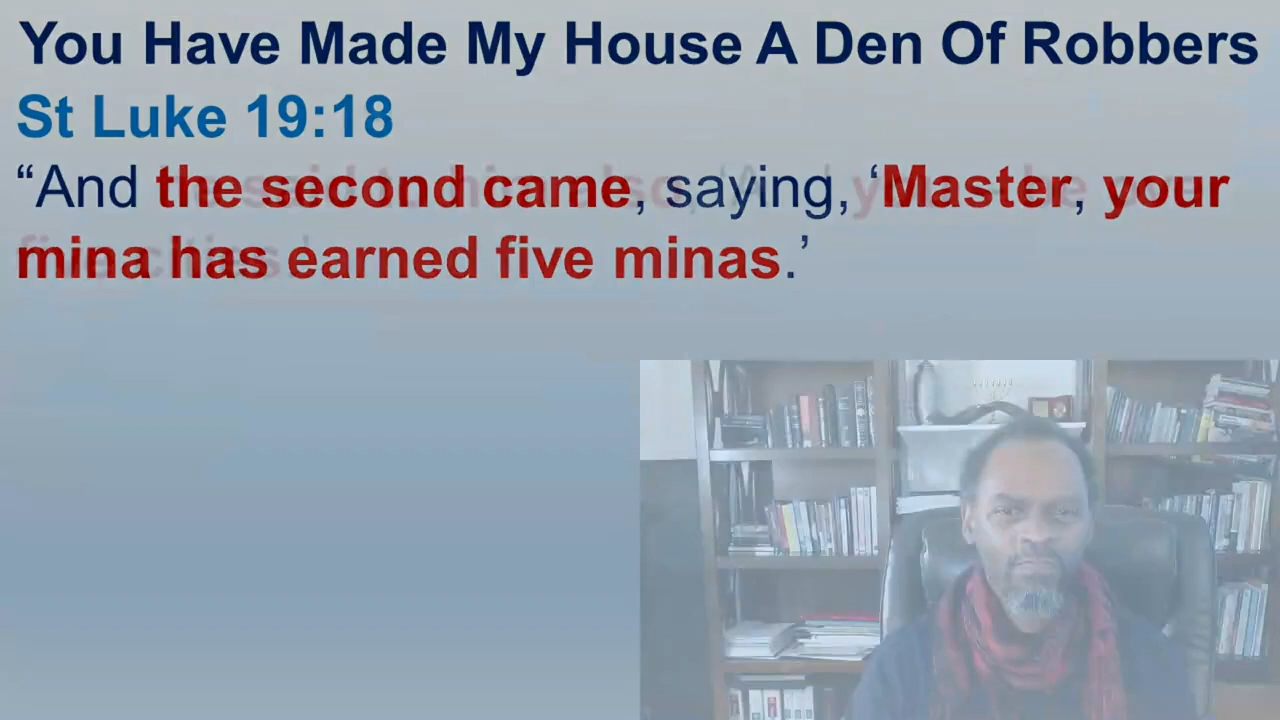 You Have Made My House A Den Of Robbers
St Luke 19:18
“And the second came, saying, ‘Master, your
mina has earned five minas.’